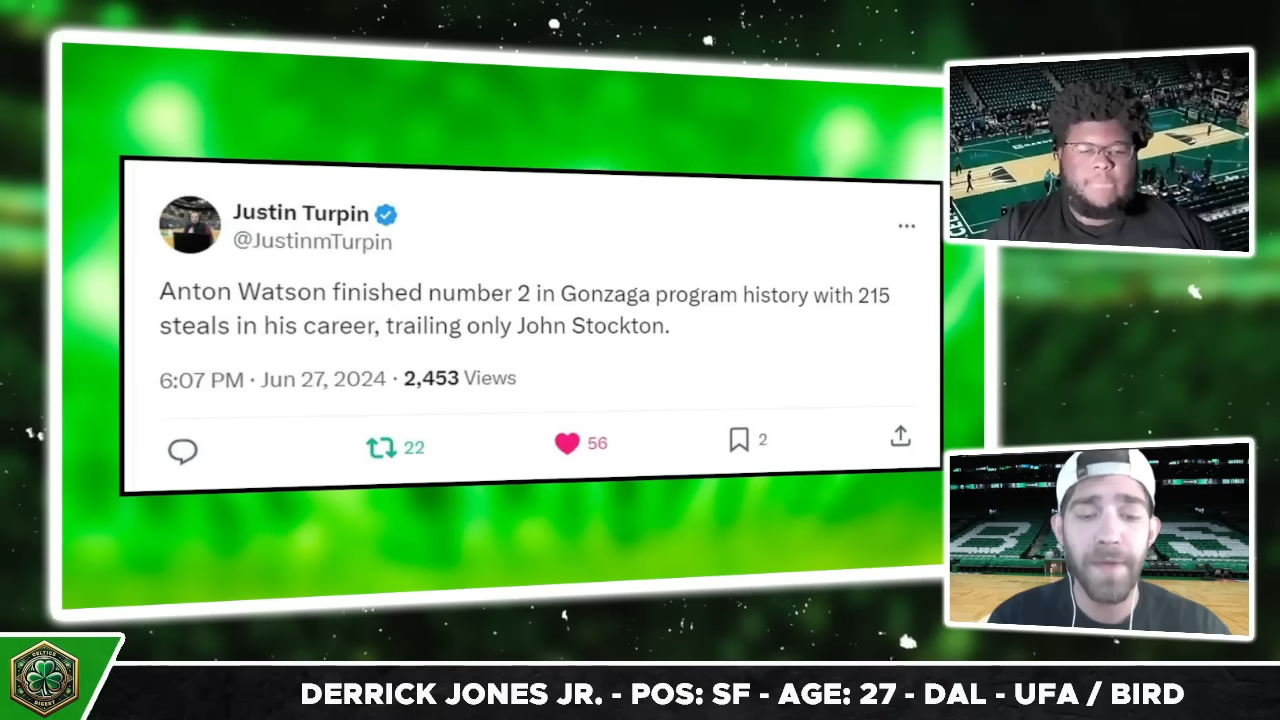 Justin Turpin
@JustinmTurpin
Anton Watson finished number 2 in Gonzaga program history with 215
steals in his career, trailing only John Stockton.
6:07 PM · Jun 27, 2024 · 2,453 Views
22
56
2
CELTICS
DIGEST
DERRICK JONES JR. - POS: SF - AGE: 27 - DAL - UFA / BIRD